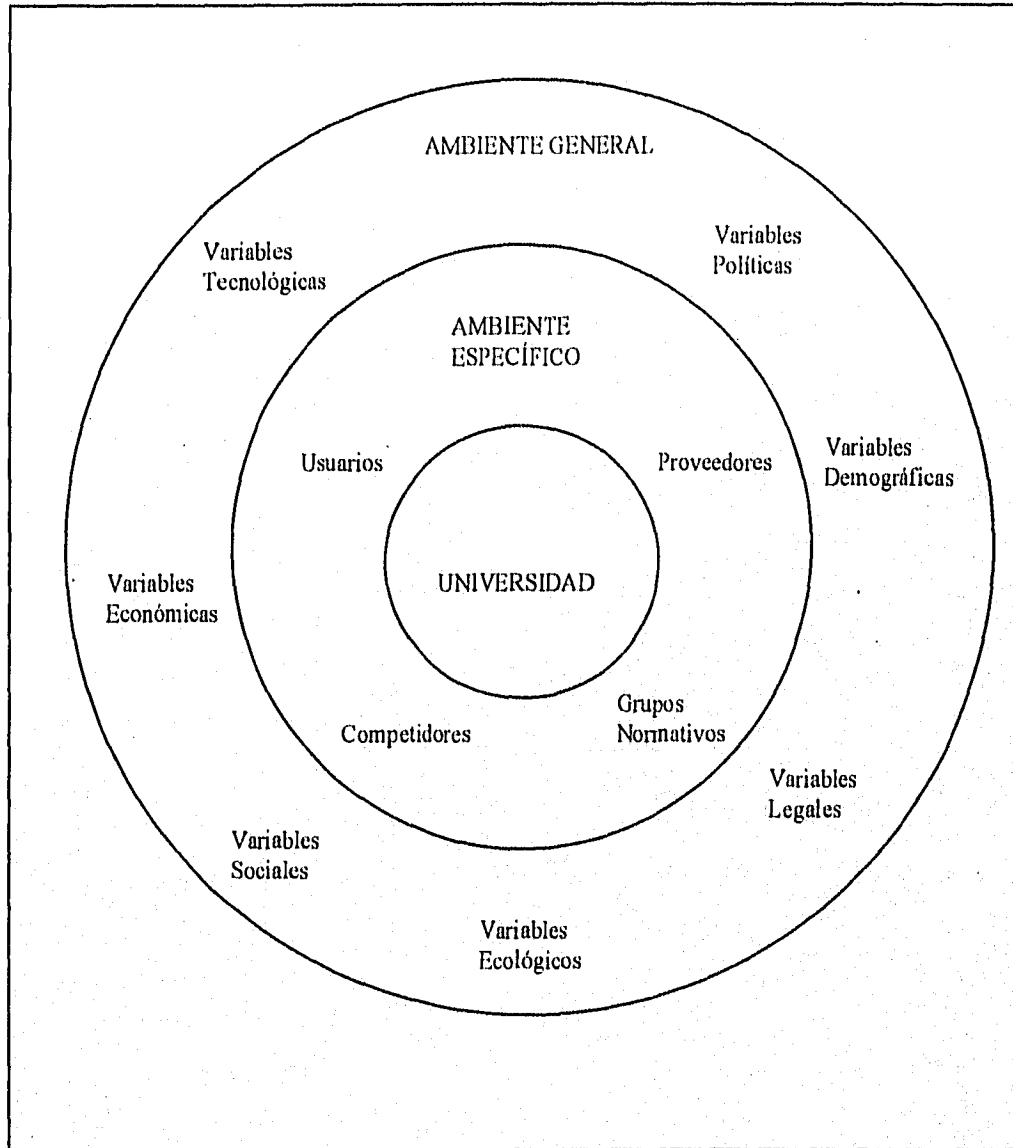 AMBIENTE GENERAL
Variables
Tecnológicas
Variables
Políticas
AMBIENTE
ESPECÍFICO
Usuarios
Proveedores
Variables
Demográficas
UNIVERSIDAD
Variables
Económicas
Competidores
Grupos
Normativos
Variables
Legales
Variables
Sociales
Variables
Ecológicos